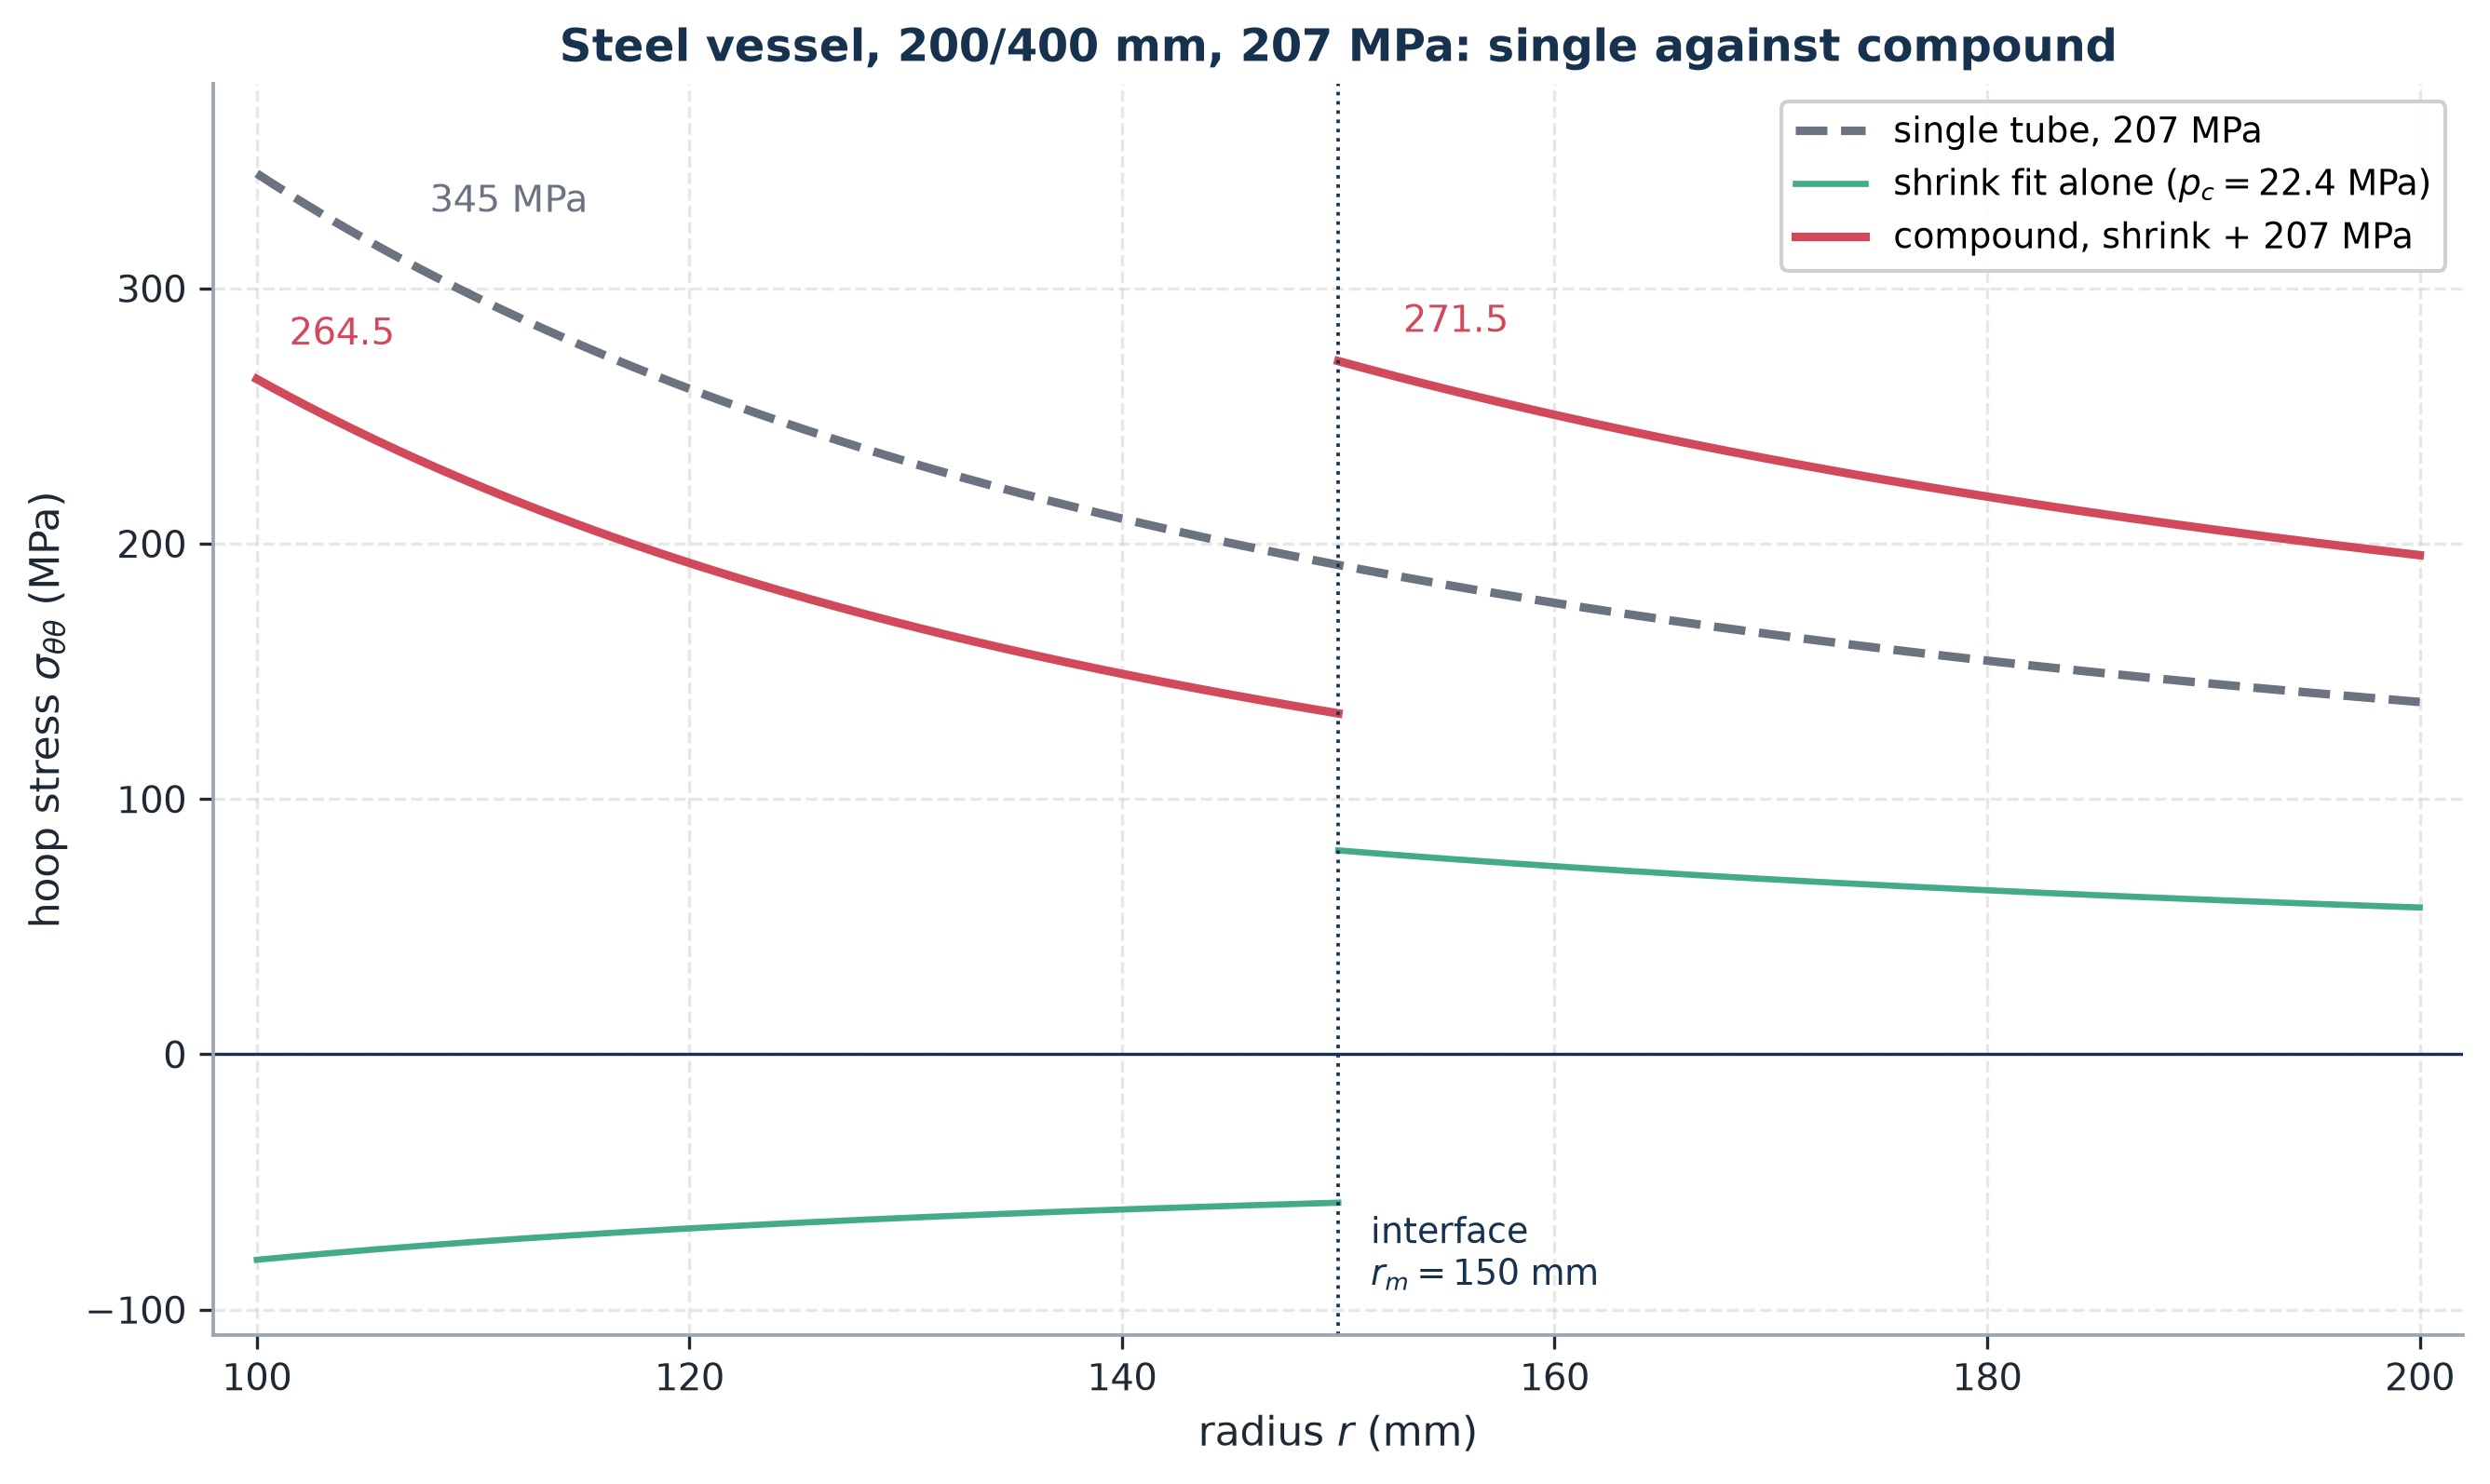 Steel vessel, 200/400 mm, 207 MPa: single against compound
single tube, 207 MPa
shrink fit alone (p_c = 22.4 MPa)
compound, shrink + 207 MPa
345 MPa
264.5
271.5
interface
r_m = 150 mm
hoop stress σ_θθ (MPa)
300
200
100
0
−100
100 120 140 160 180 200
radius r (mm)